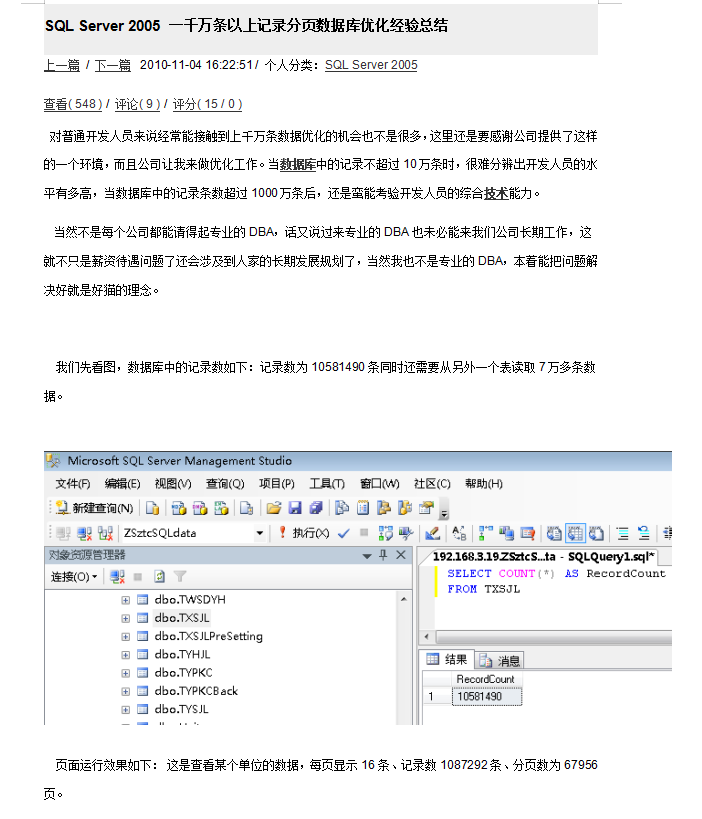 SQL Server 2005 一千万条以上记录分页数据库优化经验总结
上一篇 / 下一篇 2010-11-04 16:22:51 / 个人分类：SQL Server 2005
查看( 548 ) / 评论( 9 ) / 评分( 15 / 0 )
对普通开发人员来说经常能接触到上千万条数据优化的机会也不是很多，这里还是要感谢公司提供了这样
的一个环境，而且公司让我来做优化工作。当数据库中的记录不超过 10 万条时，很难分辨出开发人员的水
平有多高，当数据库中的记录条数超过 1000 万条后，还是蛮能考验开发人员的综合技术能力。
当然不是每个公司都能请得起专业的 DBA，话又说过来专业的 DBA 也未必能来我们公司长期工作，这
就不只是薪资待遇问题了还会涉及到人家的长期发展规划了，当然我也不是专业的 DBA，本着能把问题解
决好就是好猫的理念。
我们先看图，数据库中的记录数如下：记录数为 10581490 条同时还需要从另外一个表读取 7 万多条数
据。
Microsoft SQL Server Management Studio
文件(F) 编辑(E) 视图(V) 查询(Q) 项目(P) 工具(T) 窗口(W) 社区(C) 帮助(H)
新建查询(N)
ZSztcSQLdata 执行(X)
对象资源管理器
连接(O)
dbo.TWSDYH
dbo.TXSJL
dbo.TXSJLPreSetting
dbo.TYHJL
dbo.TYPKC
dbo.TYPKCBack
dbo.TYSJL
192.168.3.19.ZSztcS...ta - SQLQuery1.sql*
SELECT COUNT(*) AS RecordCount
FROM TXSJL
结果 消息
RecordCount
1 10581490
页面运行效果如下： 这是查看某个单位的数据，每页显示 16 条、记录数 1087292 条、分页数为 67956
页。